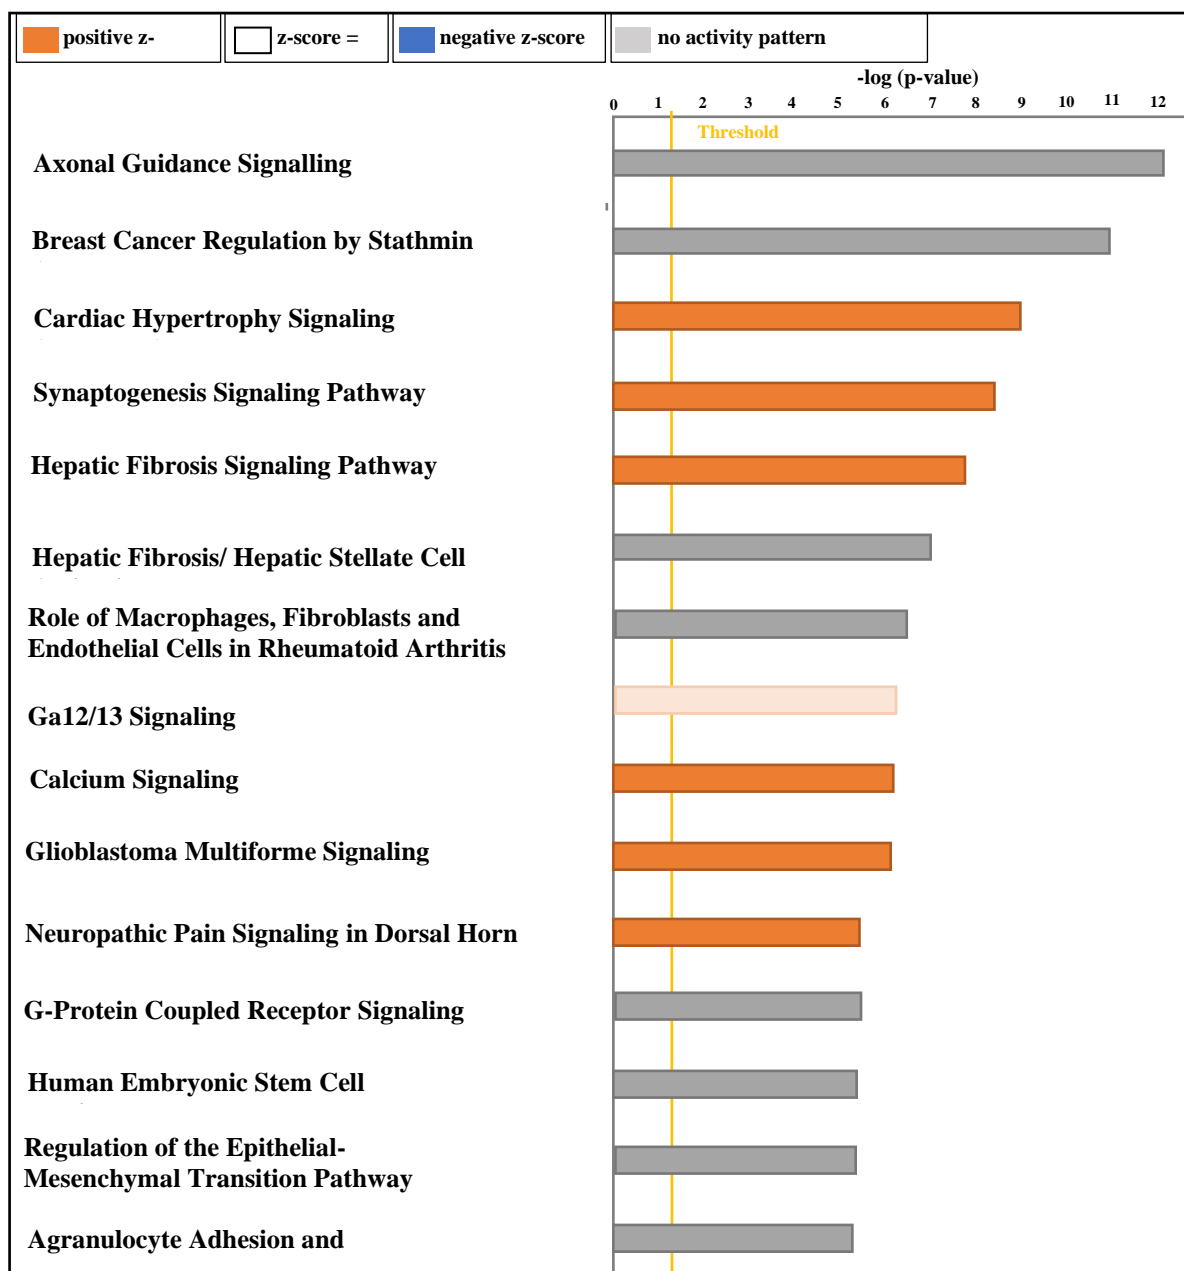 positive z-
z-score =
negative z-score
no activity pattern
-log (p-value)
0 1 2 3 4 5 6 7 8 9 10 11 12
Threshold
Axonal Guidance Signalling
Breast Cancer Regulation by Stathmin
Cardiac Hypertrophy Signaling
Synaptogenesis Signaling Pathway
Hepatic Fibrosis Signaling Pathway
Hepatic Fibrosis/ Hepatic Stellate Cell
Role of Macrophages, Fibroblasts and
Endothelial Cells in Rheumatoid Arthritis
Ga12/13 Signaling
Calcium Signaling
Glioblastoma Multiforme Signaling
Neuropathic Pain Signaling in Dorsal Horn
G-Protein Coupled Receptor Signaling
Human Embryonic Stem Cell
Regulation of the Epithelial-
Mesenchymal Transition Pathway
Agranulocyte Adhesion and